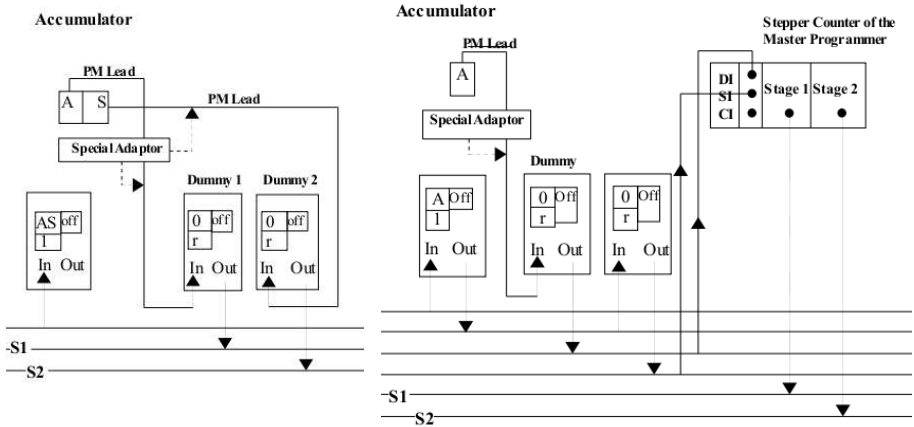 Accumulator
PM Lead
A S
PM Lead
Special Adaptor
Dummy 1 Dummy 2
AS off
1
In Out
0 off
r
In Out
0 off
r
In Out
S1
S2
Accumulator
PM Lead
A
Special Adaptor
Dummy
A Off
1
In Out
0 Off
r
In Out
0 Off
r
In Out
Stepper Counter of the
Master Programmer
DI
SI
CI
Stage 1 Stage 2
S1
S2